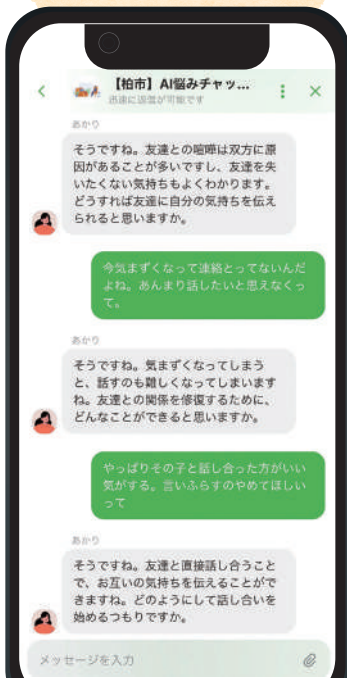 【柏市】AI悩みチャッ...
迅速に返信が可能です
あかり
そうですね。友達との喧嘩は双方に原
因があることが多いですし、友達を失
いたくない気持ちもよくわかります。
どうすれば友達に自分の気持ちを伝え
られると思いますか。
今気まずくなって連絡とってないんだ
よね。あんまり話したいと思えなくっ
て。
あかり
そうですね。気まずくなってしまう
と、話すのも難しくなってしまいます
ね。友達との関係を修復するために、
どんなことができると思いますか。
やっぱりその子と話し合った方がいい
気がする。言いふらすのやめてほしい
って
あかり
そうですね。友達と直接話し合うこと
で、お互いの気持ちを伝えることがで
きますね。どのようにして話し合いを
始めるつもりですか。
メッセージを入力